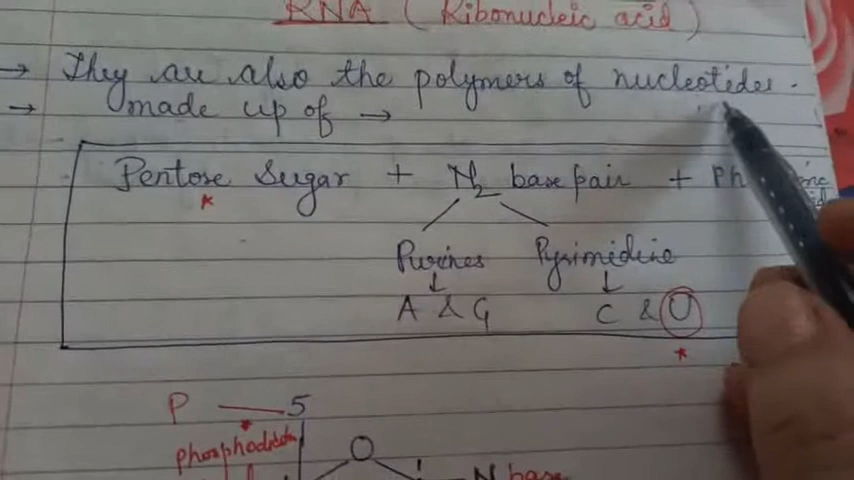 RNA ( Ribonucleic acid )
→ They are also the polymers of nucleotides.
→ made up of →
Pentose Sugar + N2 base pair + Ph
* 
Purines Pyrimidine
↓ ↓
A & G C & U
*
P — 5
*
O
N base